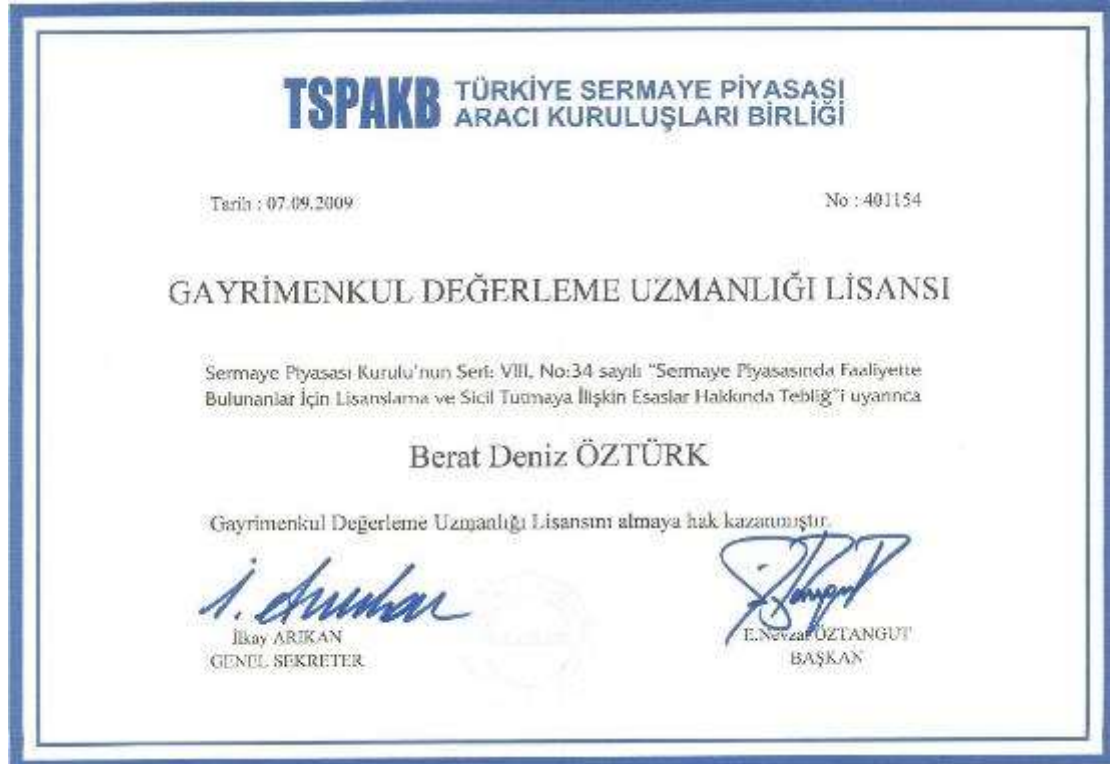 TSPAKB TÜRKİYE SERMAYE PİYASASI
ARACI KURULUŞLARI BİRLİĞİ
Tarih : 07.09.2009
No : 401154
GAYRİMENKUL DEĞERLEME UZMANLIĞI LİSANSI
Sermaye Piyasası Kurulu'nun Seri: VIII, No:34 sayılı "Sermaye Piyasasında Faaliyette
Bulunanlar İçin Lisanslama ve Sicil Tutmaya İlişkin Esaslar Hakkında Tebliğ"i uyarınca
Berat Deniz ÖZTÜRK
Gayrimenkul Değerleme Uzmanlığı Lisansını almaya hak kazanmıştır.
İlkay ARIKAN
GENEL SEKRETER
E.Nevzat ÖZTANGUT
BAŞKAN